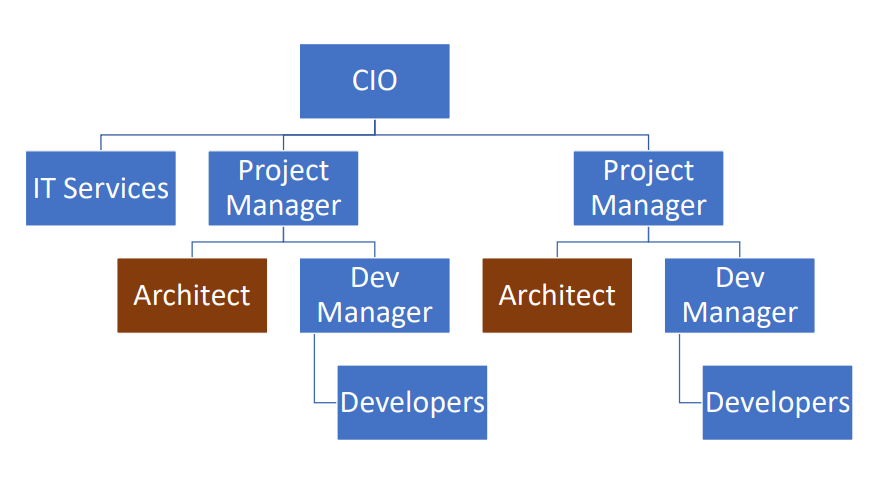 CIO
IT Services
Project
Manager
Project
Manager
Architect
Dev
Manager
Architect
Dev
Manager
Developers
Developers